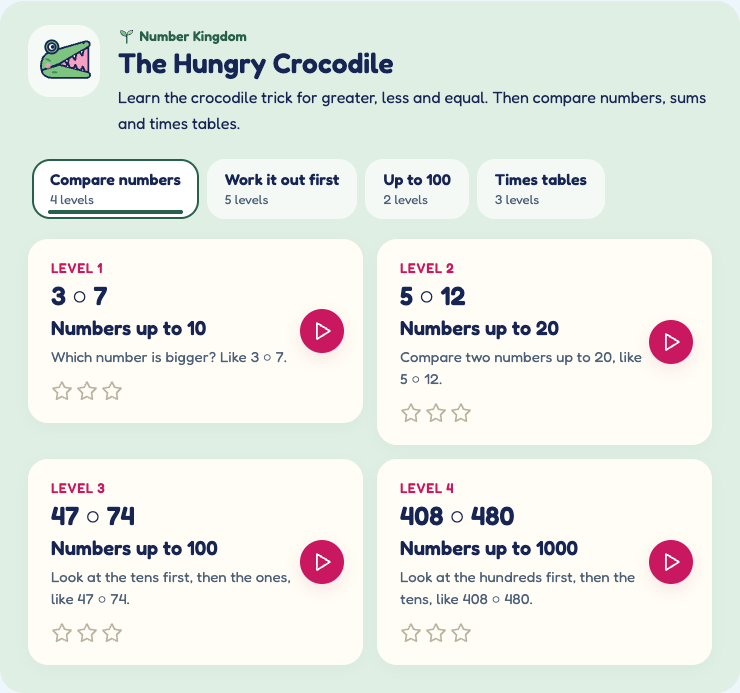 Number Kingdom
The Hungry Crocodile
Learn the crocodile trick for greater, less and equal. Then compare numbers, sums
and times tables.
Compare numbers
4 levels
Work it out first
5 levels
Up to 100
2 levels
Times tables
3 levels
LEVEL 1
3 ○ 7
Numbers up to 10
Which number is bigger? Like 3 ○ 7.
LEVEL 2
5 ○ 12
Numbers up to 20
Compare two numbers up to 20, like
5 ○ 12.
LEVEL 3
47 ○ 74
Numbers up to 100
Look at the tens first, then the ones,
like 47 ○ 74.
LEVEL 4
408 ○ 480
Numbers up to 1000
Look at the hundreds first, then the
tens, like 408 ○ 480.